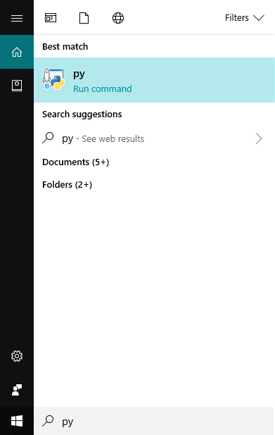 Filters
Best match
py
Run command
Search suggestions
py - See web results
Documents (5+)
Folders (2+)
py